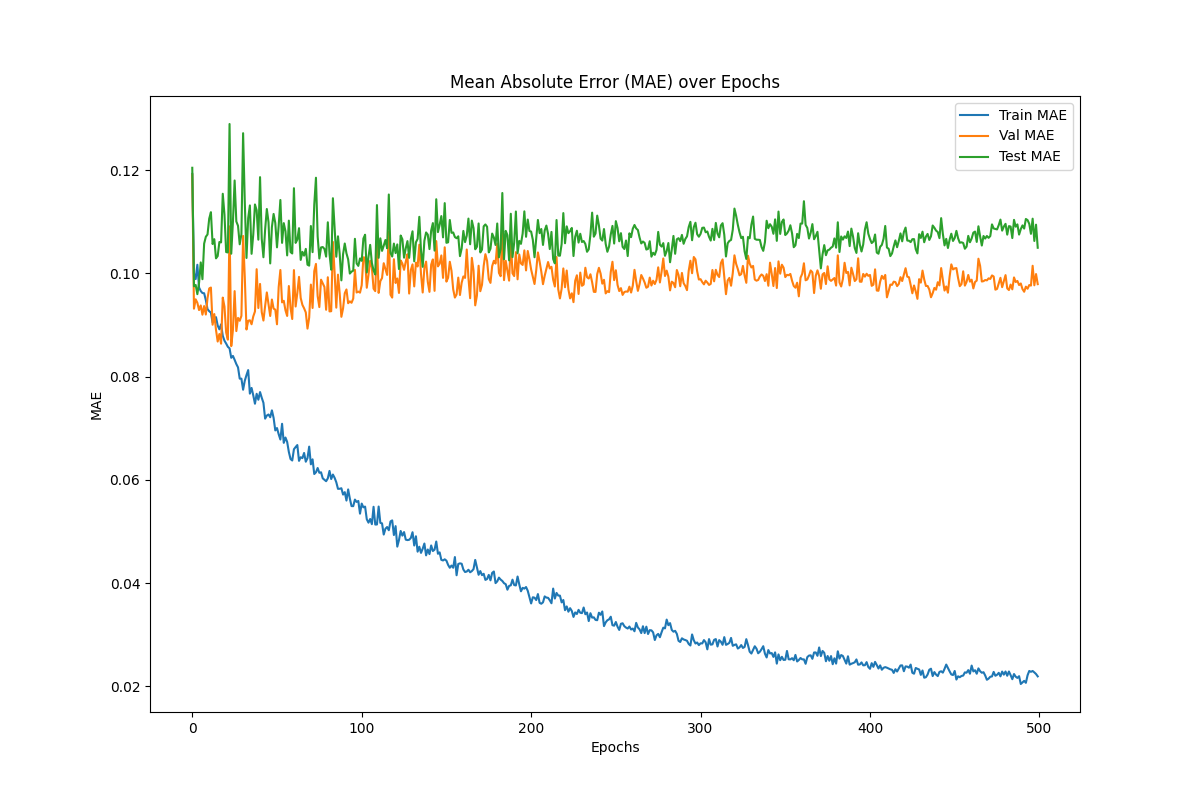 Mean Absolute Error (MAE) over Epochs
Train MAE
Val MAE
Test MAE
0.12
0.10
0.08
0.06
0.04
0.02
MAE
0 100 200 300 400 500
Epochs